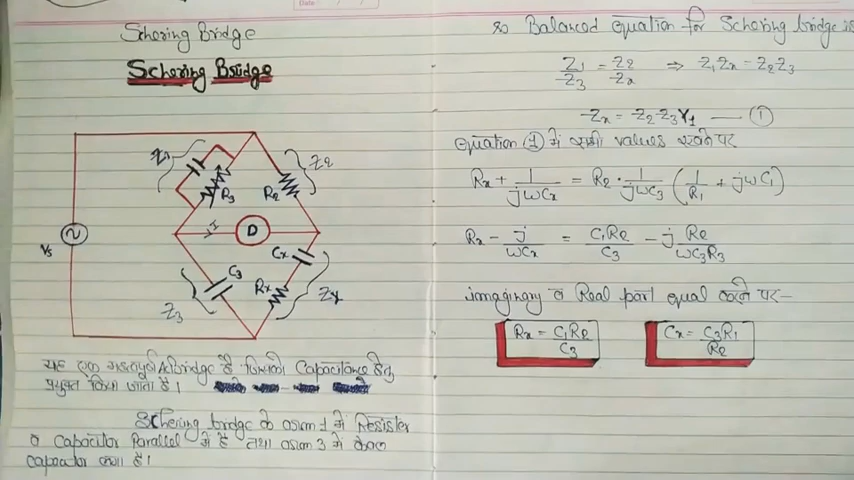 Date
Schering Bridge
Schering Bridge
Z1
R3
R2
Z2
Vs
I
D
C3
Cx
Rx
Z3
Zx
यह एक महत्वपूर्ण AC Bridge है जिसको Capacitance हेतु
प्रयुक्त किया जाता है।
Schering bridge के arm 1 में Resister
व Capacitor Parallel में हैं तथा arm 3 में केवल
Capacitor लगा है।
so Balanced equation for Schering bridge is
Z1/Z3 = Z2/Zx ⇒ Z1Zx = Z2Z3
Zx = Z2Z3Y1 — ①
equation ① में सभी values रखने पर
Rx + 1/jωCx = R2 · 1/jωC3 (1/R1 + jωC1)
Rx - j/ωCx = C1R2/C3 - j R2/ωC3R3
imaginary व Real part equal करने पर—
Rx = C1R2/C3
Cx = C3R1/R2